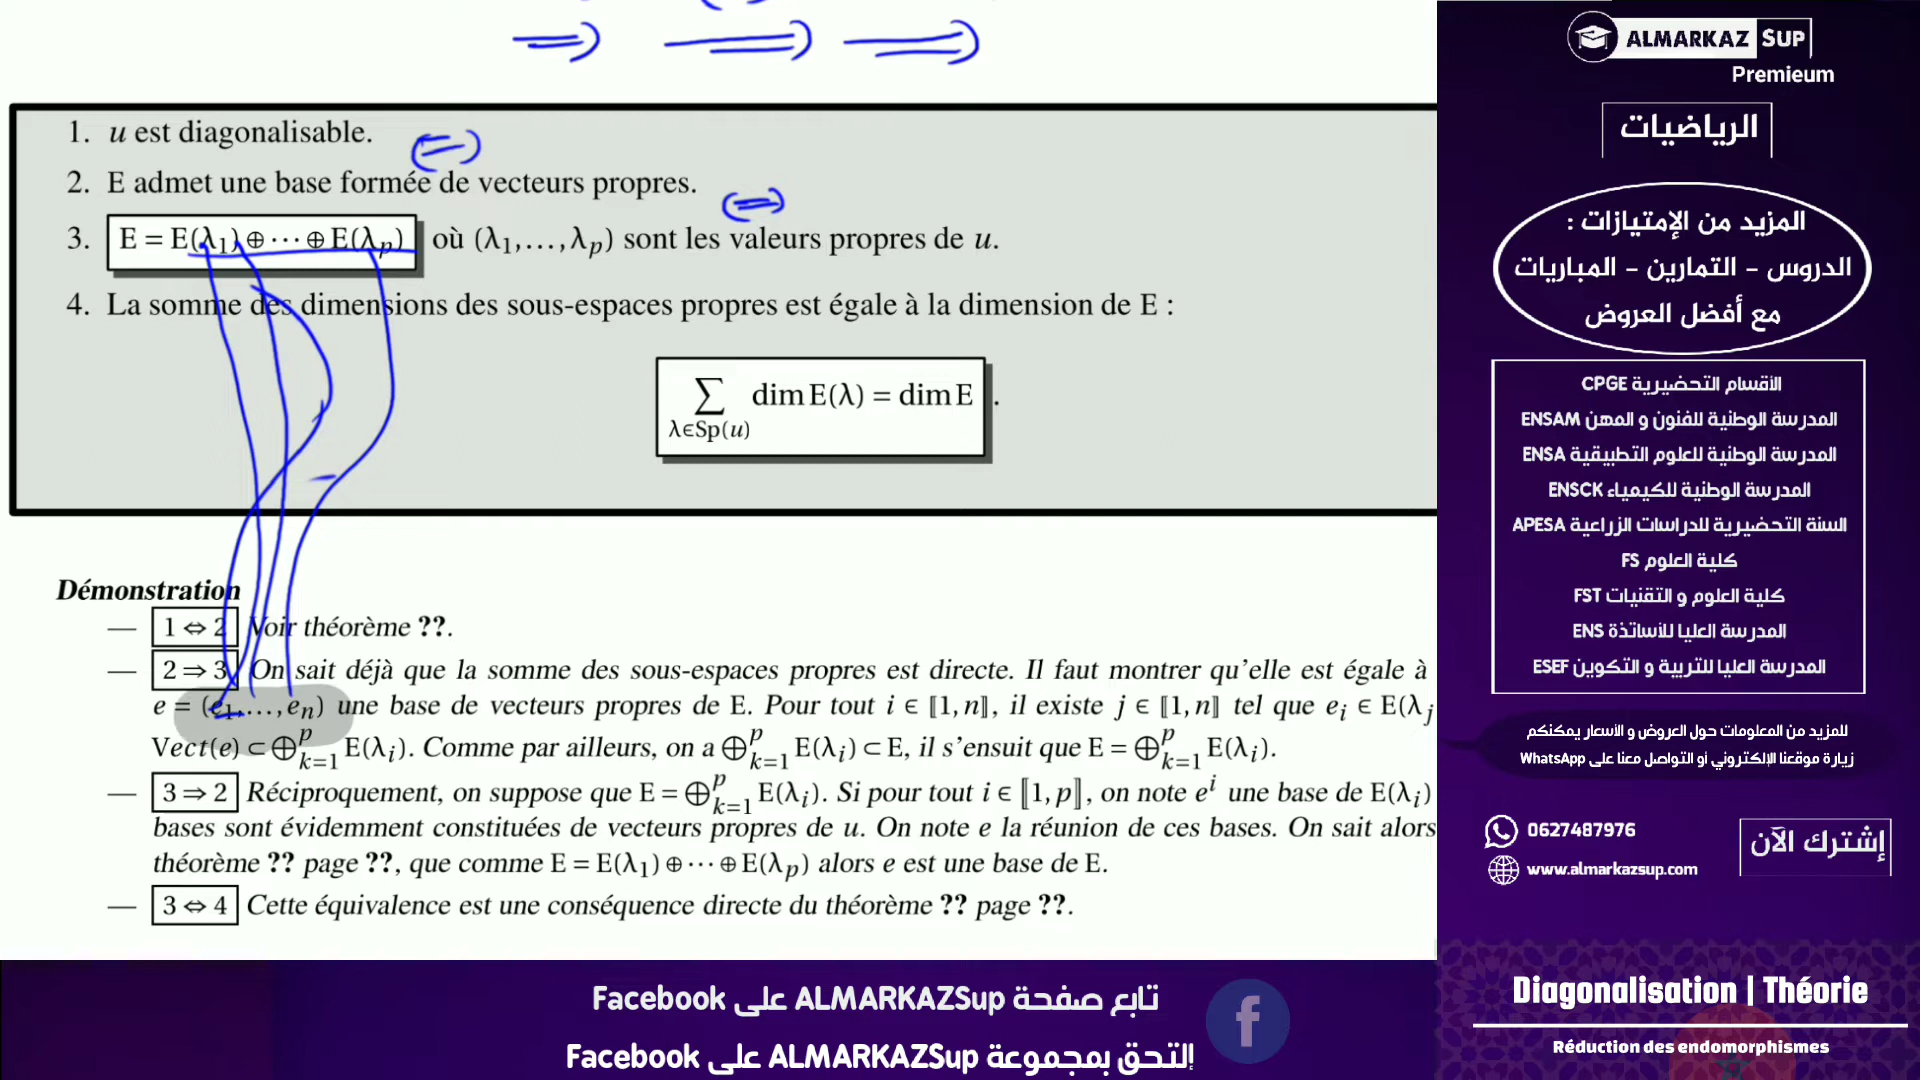 1. u est diagonalisable.
2. E admet une base formée de vecteurs propres.
3. E = E(λ₁) ⊕ ··· ⊕ E(λₚ) où (λ₁,…,λₚ) sont les valeurs propres de u.
4. La somme des dimensions des sous-espaces propres est égale à la dimension de E :
∑ dim E(λ) = dim E .
λ∈Sp(u)
Démonstration
— 1 ⇔ 2 Voir théorème ??.
— 2 ⇒ 3 On sait déjà que la somme des sous-espaces propres est directe. Il faut montrer qu'elle est égale à
e = (e₁,…,eₙ) une base de vecteurs propres de E. Pour tout i ∈ ⟦1,n⟧, il existe j ∈ ⟦1,n⟧ tel que eᵢ ∈ E(λⱼ
Vect(e) ⊂ ⊕ᵖₖ₌₁ E(λᵢ). Comme par ailleurs, on a ⊕ᵖₖ₌₁ E(λᵢ) ⊂ E, il s'ensuit que E = ⊕ᵖₖ₌₁ E(λᵢ).
— 3 ⇒ 2 Réciproquement, on suppose que E = ⊕ᵖₖ₌₁ E(λᵢ). Si pour tout i ∈ ⟦1,p⟧, on note eⁱ une base de E(λᵢ)
bases sont évidemment constituées de vecteurs propres de u. On note e la réunion de ces bases. On sait alors
théorème ?? page ??, que comme E = E(λ₁) ⊕ ··· ⊕ E(λₚ) alors e est une base de E.
— 3 ⇔ 4 Cette équivalence est une conséquence directe du théorème ?? page ??.
ALMARKAZ SUP
Premieum
الرياضيات
المزيد من الإمتيازات :
الدروس - التمارين - المباريات
مع أفضل العروض
الأقسام التحضيرية CPGE
المدرسة الوطنية للفنون و المهن ENSAM
المدرسة الوطنية للعلوم التطبيقية ENSA
المدرسة الوطنية للكيمياء ENSCK
السنة التحضيرية للدراسات الزراعية APESA
كلية العلوم FS
كلية العلوم و التقنيات FST
المدرسة العليا للأساتذة ENS
المدرسة العليا للتربية و التكوين ESEF
للمزيد من المعلومات حول العروض و الأسعار يمكنكم
زيارة موقعنا الإلكتروني أو التواصل معنا على WhatsApp
0627487976
www.almarkazsup.com
إشترك الآن
Diagonalisation | Théorie
Réduction des endomorphismes
تابع صفحة ALMARKAZSup على Facebook
إلتحق بمجموعة ALMARKAZSup على Facebook